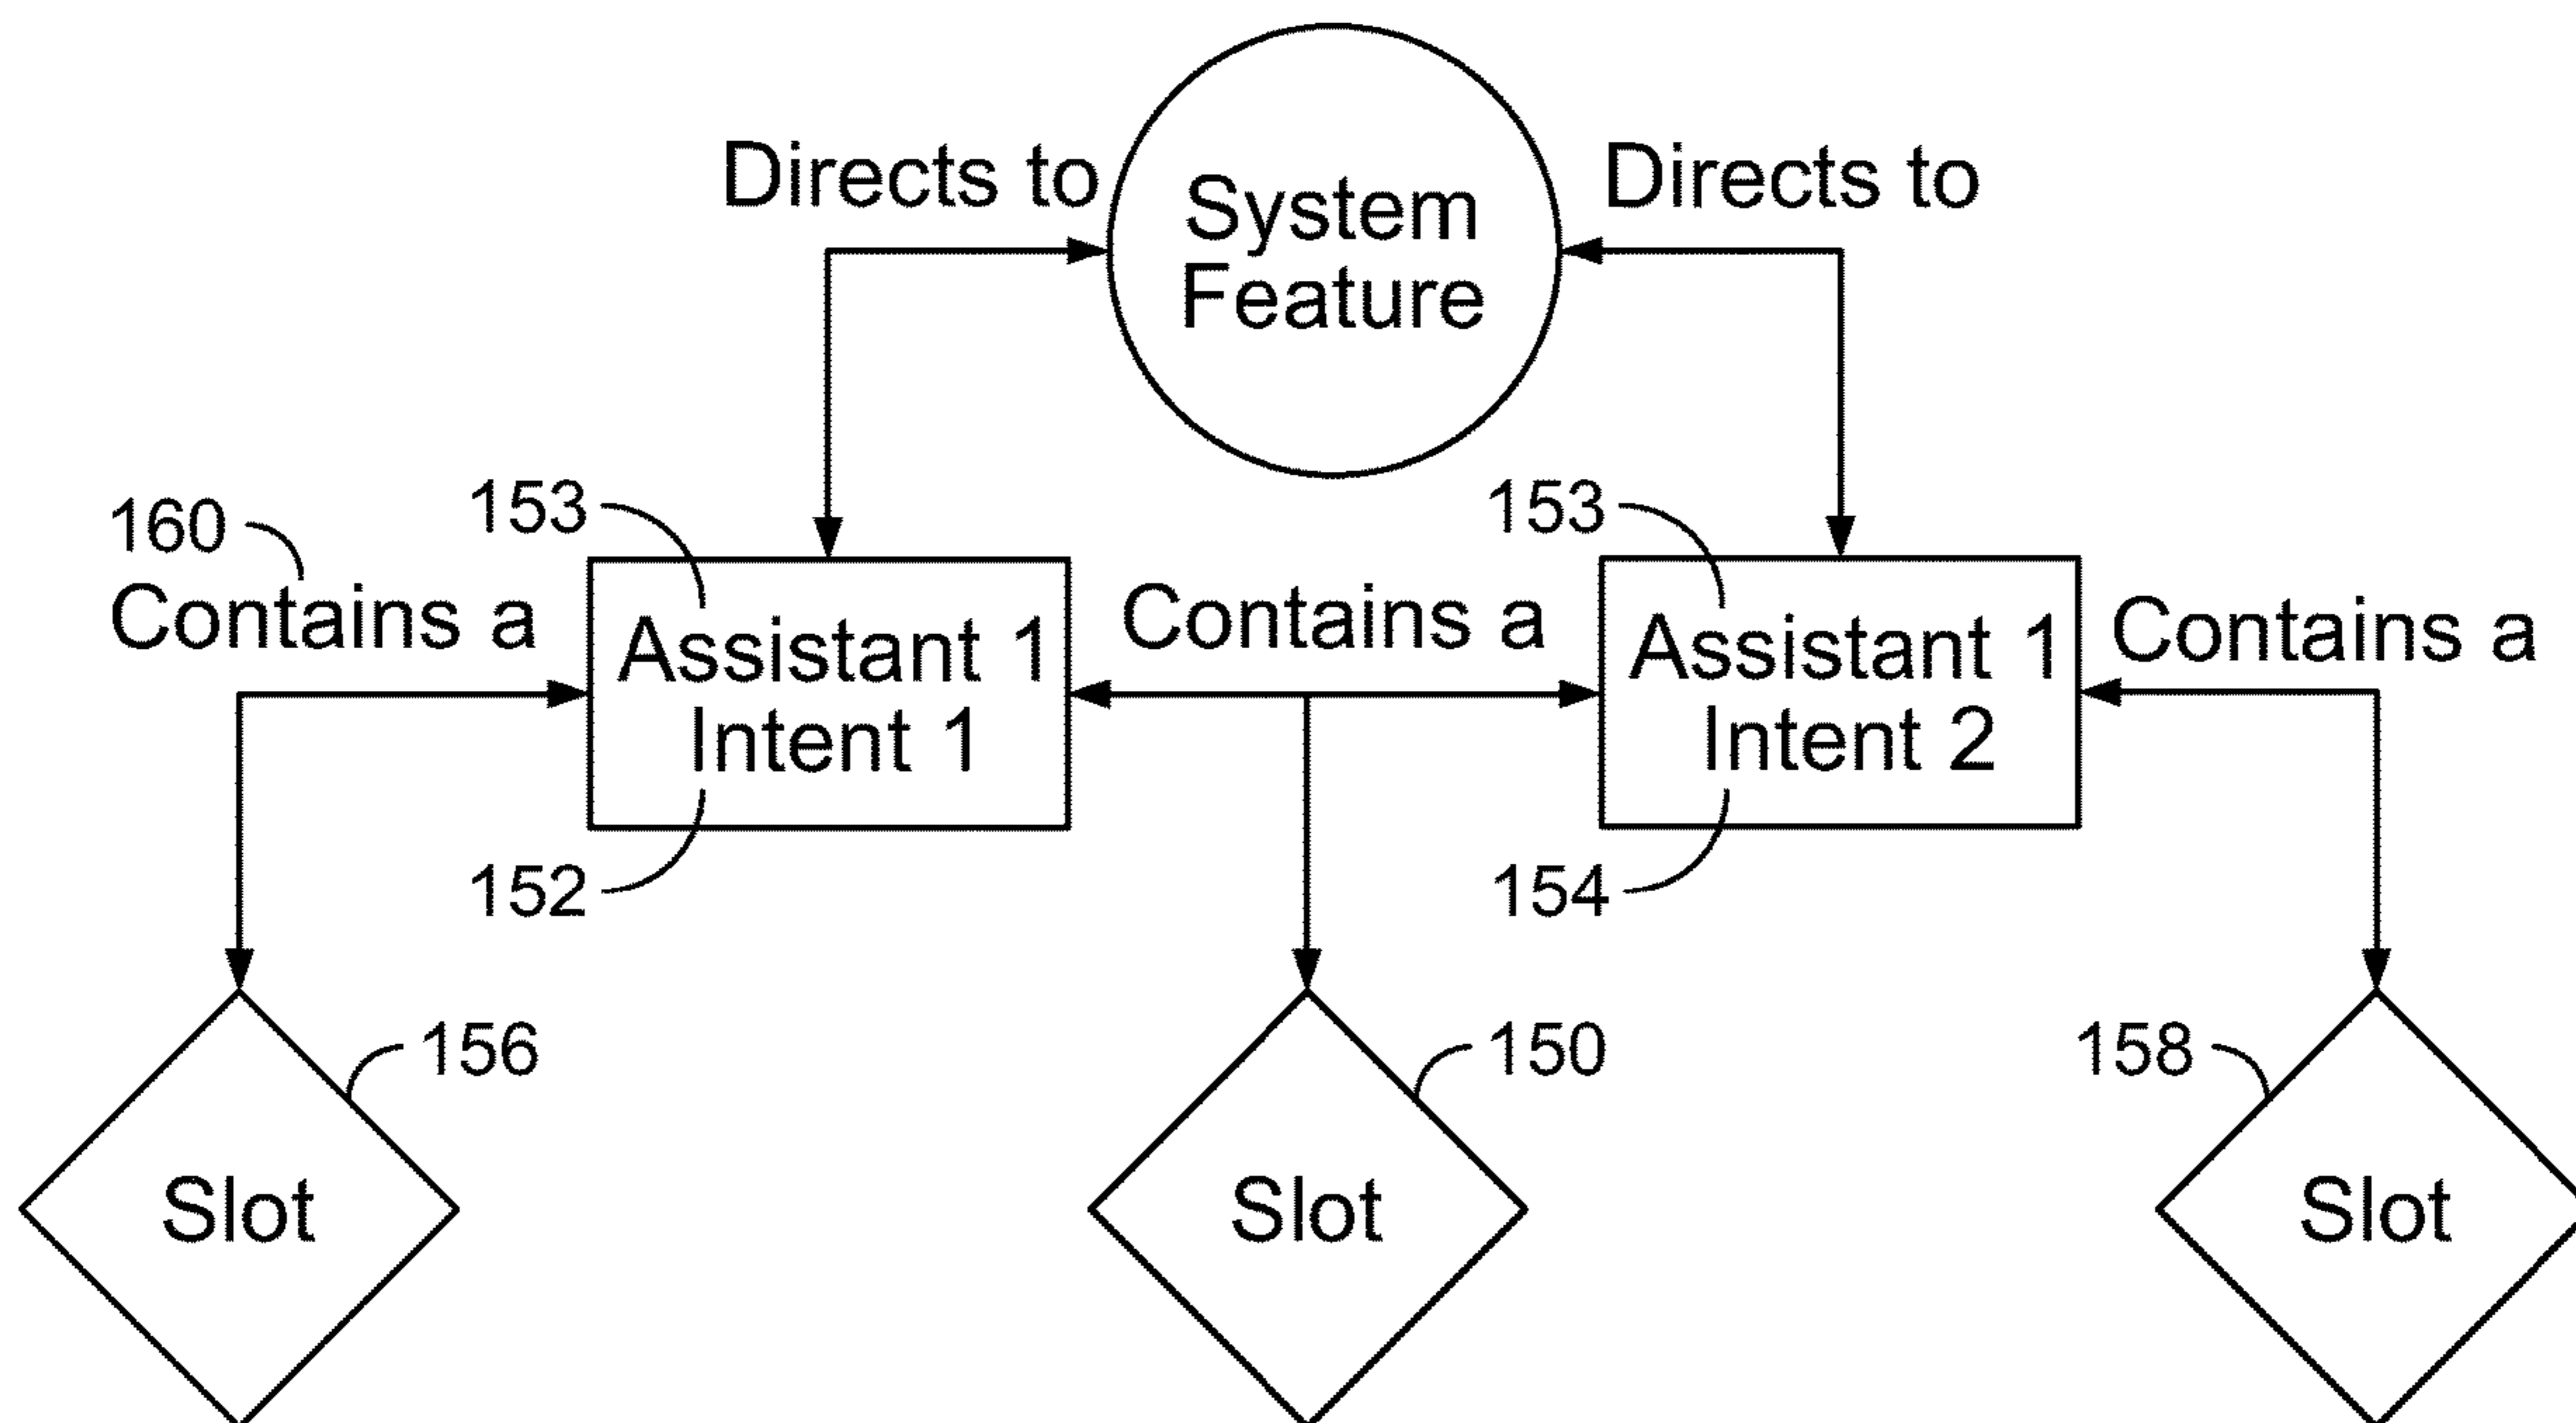 Directs to
System
Feature
Directs to
160
153
153
Contains a
Assistant 1
Intent 1
Contains a
Assistant 1
Intent 2
Contains a
152
154
156
150
158
Slot
Slot
Slot